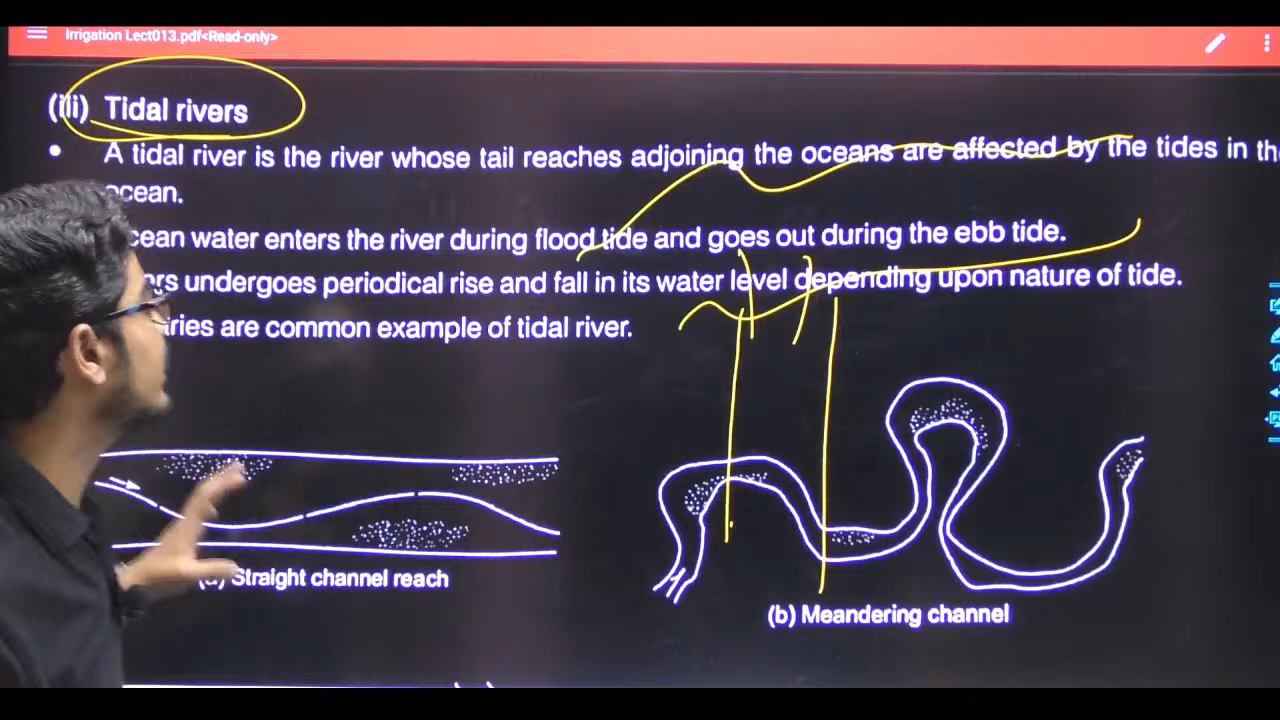 Irrigation Lect013.pdf<Read-only>
(iii) Tidal rivers
• A tidal river is the river whose tail reaches adjoining the oceans are affected by the tides in
ocean.
water enters the river during flood tide and goes out during the ebb tide.
undergoes periodical rise and fall in its water level depending upon nature of tide.
are common example of tidal river.
(a) Straight channel reach
(b) Meandering channel